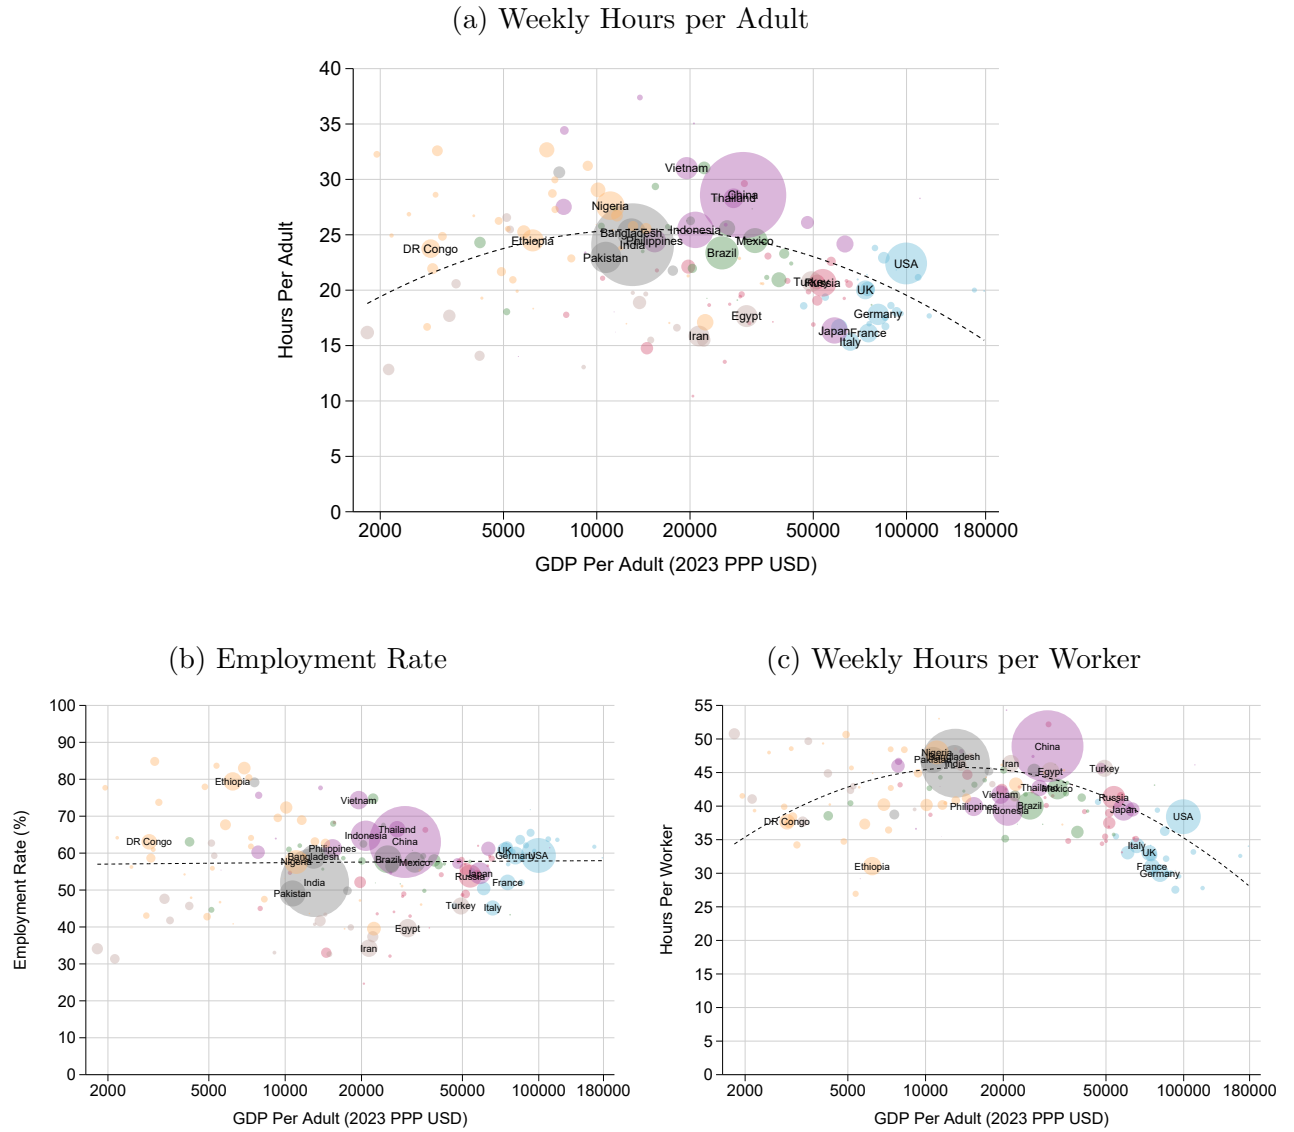 (a) Weekly Hours per Adult
40
35
30
25
20
15
10
5
0
Hours Per Adult
Vietnam
China
Thailand
Nigeria
Indonesia
Bangladesh
DR Congo
Ethiopia
India
Philippines
Mexico
Pakistan
Brazil
USA
Turkey
Russia
UK
Egypt
Germany
Iran
Japan
France
Italy
2000 5000 10000 20000 50000 100000 180000
GDP Per Adult (2023 PPP USD)
(b) Employment Rate
100
90
80
70
60
50
40
30
20
10
0
Employment Rate (%)
Ethiopia
Vietnam
Thailand
Indonesia
China
DR Congo
Philippines
Bangladesh
Nigeria
Brazil
Mexico
UK
Germany
USA
India
Pakistan
Japan
Russia
France
Turkey
Italy
Egypt
Iran
2000 5000 10000 20000 50000 100000 180000
GDP Per Adult (2023 PPP USD)
(c) Weekly Hours per Worker
55
50
45
40
35
30
25
20
15
10
5
0
Hours Per Worker
China
Nigeria
Bangladesh
Pakistan
India
Iran
Egypt
Turkey
Thailand
Mexico
Vietnam
Russia
Philippines
Indonesia
Brazil
Japan
USA
DR Congo
Italy
UK
Ethiopia
France
Germany
2000 5000 10000 20000 50000 100000 180000
GDP Per Adult (2023 PPP USD)